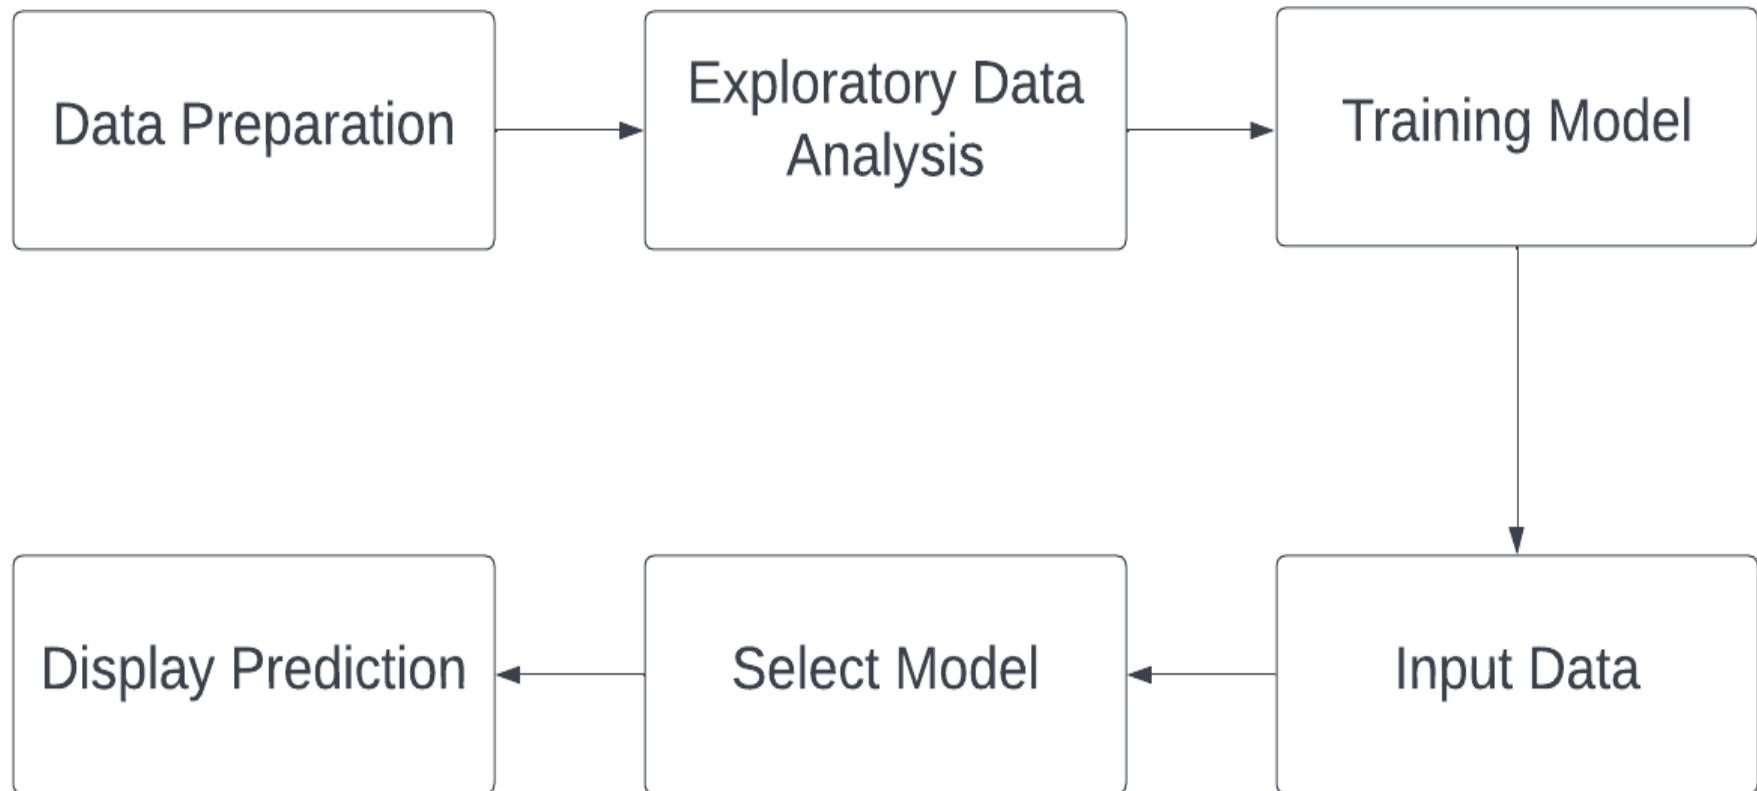 Data Preparation
Exploratory Data
Analysis
Training Model
Display Prediction
Select Model
Input Data